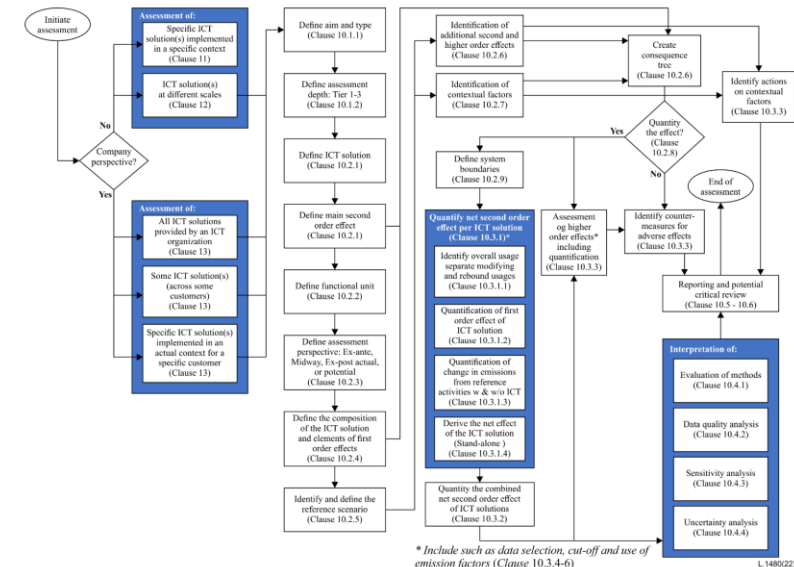 Initiate
assessment
Assessment of:
Specific ICT
solution(s) implemented
in a specific context
(Clause 11)
ICT solution(s)
at different scales
(Clause 12)
No
Company
perspective?
Yes
Assessment of:
All ICT solutions
provided by an ICT
organization
(Clause 13)
Some ICT solution(s)
(across some
customers)
(Clause 13)
Specific ICT solution(s)
implemented in an
actual context for a
specific customer
(Clause 13)
Define aim and type
(Clause 10.1.1)
Define assessment
depth: Tier 1-3
(Clause 10.1.2)
Define ICT solution
(Clause 10.2.1)
Define main second
order effect
(Clause 10.2.1)
Define functional unit
(Clause 10.2.2)
Define assessment
perspective: Ex-ante,
Midway, Ex-post actual,
or potential
(Clause 10.2.3)
Define the composition
of the ICT solution
and elements of first
order effects
(Clause 10.2.4)
Identify and define the
reference scenario
(Clause 10.2.5)
Identification of
additional second and
higher order effects
(Clause 10.2.6)
Identification of
contextual factors
(Clause 10.2.7)
Create
consequence
tree
(Clause 10.2.6)
Identify actions
on contextual
factors
(Clause 10.3.3)
Quantity
the effect?
(Clause
10.2.8)
Yes
No
Define system
boundaries
(Clause 10.2.9)
Quantify net second order
effect per ICT solution
(Clause 10.3.1)*
Identify overall usage
separate modifying
and rebound usages
(Clause 10.3.1.1)
Quantification of first
order effect of
ICT solution
(Clause 10.3.1.2)
Quantification of
change in emissions
from reference
activities w & w/o ICT
(Clause 10.3.1.3)
Derive the net effect
of the ICT solution
(Stand-alone )
(Clause 10.3.1.4)
Quantity the combined
net second order effect
of ICT solutions
(Clause 10.3.2)
Assessment
og higher
order effects*
including
quantification
(Clause 10.3.3)
Identify counter-
measures for
adverse effects
(Clause 10.3.3)
End of
assessment
Reporting and potential
critical review
(Clause 10.5 - 10.6)
Interpretation of:
Evaluation of methods
(Clause 10.4.1)
Data quality analysis
(Clause 10.4.2)
Sensitivity analysis
(Clause 10.4.3)
Uncertainty analysis
(Clause 10.4.4)
* Include such as data selection, cut-off and use of
emission factors (Clause 10.3.4-6)
L.1480(22)